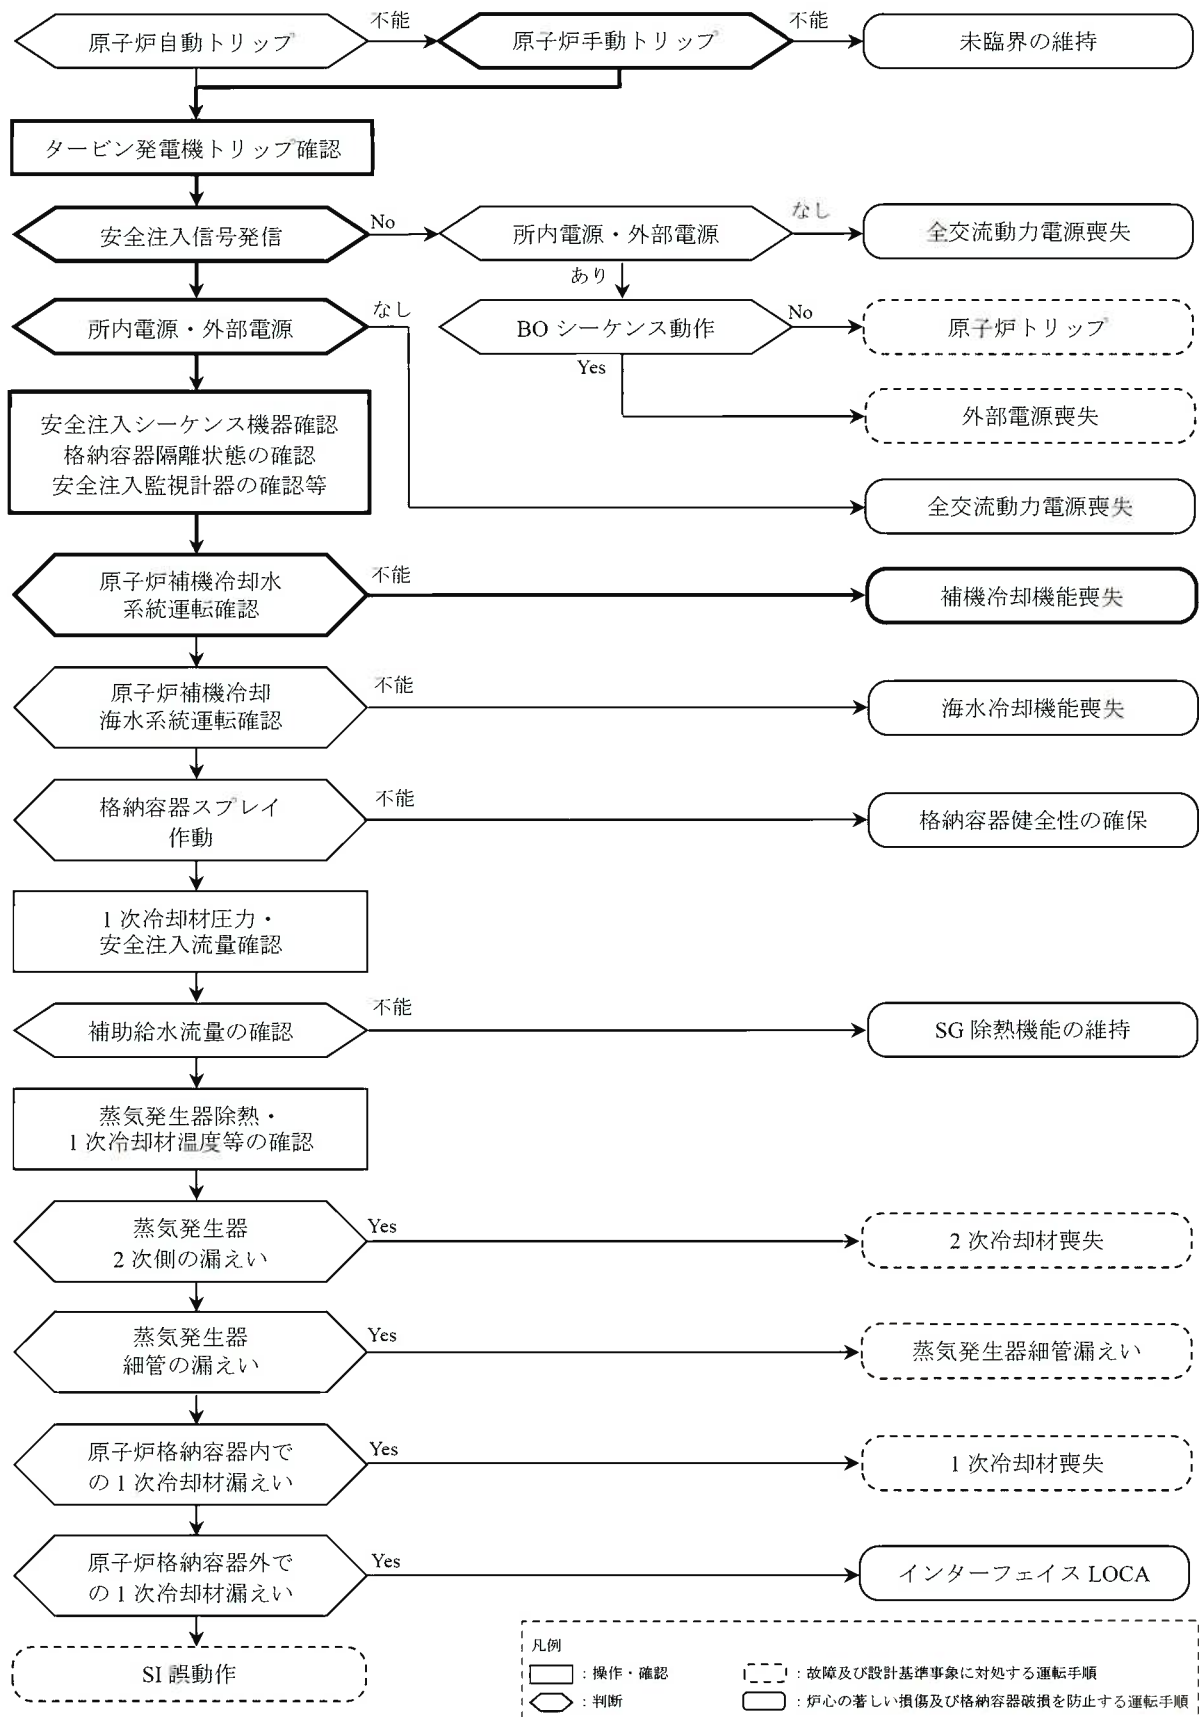 原子炉自動トリップ
不能
原子炉手動トリップ
不能
未臨界の維持
タービン発電機トリップ確認
安全注入信号発信
No
所内電源・外部電源
なし
全交流動力電源喪失
あり
所内電源・外部電源
なし
BOシーケンス動作
No
原子炉トリップ
Yes
外部電源喪失
安全注入シーケンス機器確認
格納容器隔離状態の確認
安全注入監視計器の確認等
全交流動力電源喪失
原子炉補機冷却水
系統運転確認
不能
補機冷却機能喪失
原子炉補機冷却
海水系統運転確認
不能
海水冷却機能喪失
格納容器スプレイ
作動
不能
格納容器健全性の確保
1次冷却材圧力・
安全注入流量確認
補助給水流量の確認
不能
SG除熱機能の維持
蒸気発生器除熱・
1次冷却材温度等の確認
蒸気発生器
2次側の漏えい
Yes
2次冷却材喪失
蒸気発生器
細管の漏えい
Yes
蒸気発生器細管漏えい
原子炉格納容器内で
の1次冷却材漏えい
Yes
1次冷却材喪失
原子炉格納容器外で
の1次冷却材漏えい
Yes
インターフェイスLOCA
SI誤動作
凡例
：操作・確認
：故障及び設計基準事象に対処する運転手順
：判断
：炉心の著しい損傷及び格納容器破損を防止する運転手順